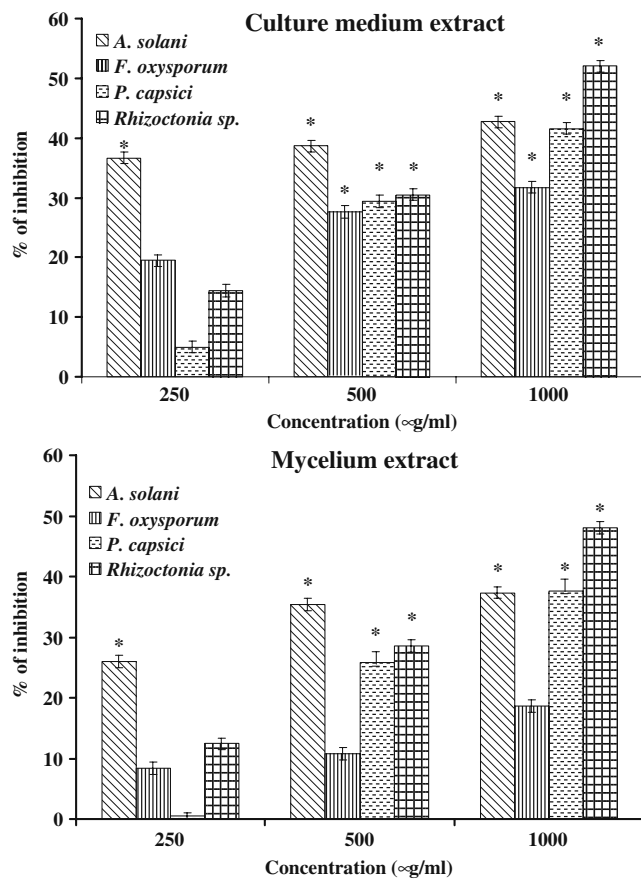 Culture medium extract
A. solani
F. oxysporum
P. capsici
Rhizoctonia sp.
% of inhibition
60
50
40
30
20
10
0
*
*
*
*
*
*
*
*
*
250
500
1000
Concentration (∝g/ml)
Mycelium extract
A. solani
F. oxysporum
P. capsici
Rhizoctonia sp.
% of inhibition
60
50
40
30
20
10
0
*
*
*
*
*
*
*
250
500
1000
Concentration (∝g/ml)